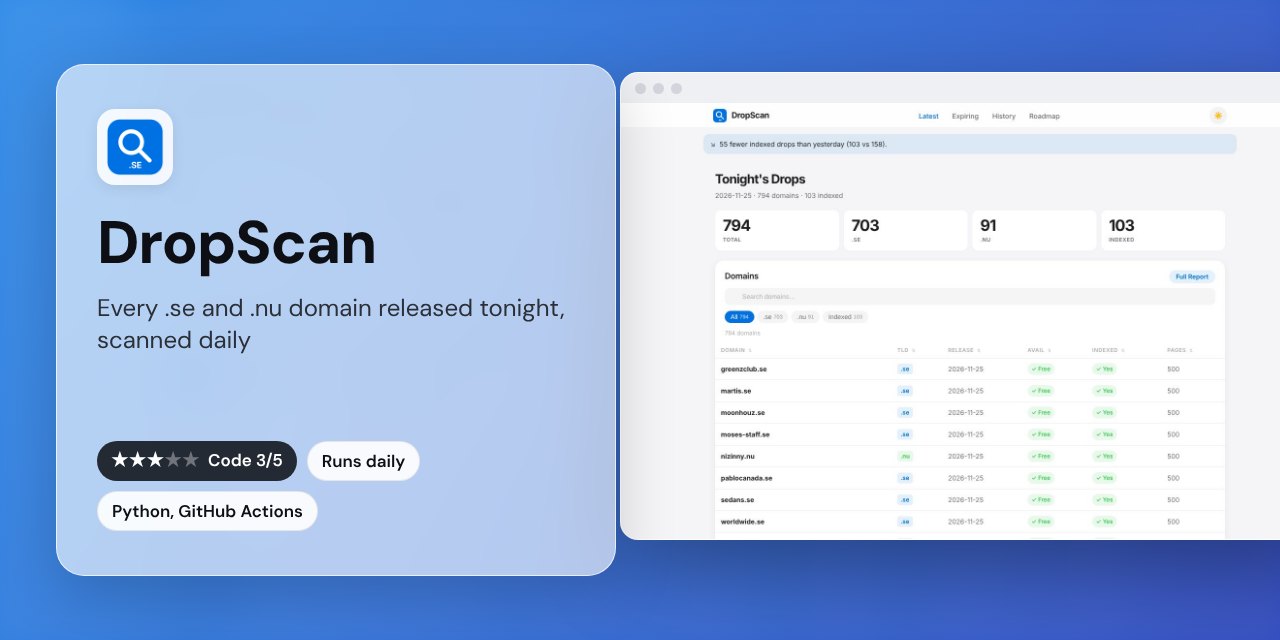 .SE
DropScan
Every .se and .nu domain released tonight,
scanned daily
★★★★★ Code 3/5
Runs daily
Python, GitHub Actions
DropScan
Latest
Expiring
History
Roadmap
55 fewer indexed drops than yesterday (103 vs 158).
Tonight's Drops
2026-11-25 · 794 domains · 103 indexed
794
TOTAL
703
.SE
91
.NU
103
INDEXED
Domains
Full Report
Search domains...
All 794
.se 703
.nu 91
Indexed 103
794 domains
DOMAIN TLD RELEASE AVAIL INDEXED PAGES
greenzclub.se .se 2026-11-25 ✓ Free ✓ Yes 500
martis.se .se 2026-11-25 ✓ Free ✓ Yes 500
moonhouz.se .se 2026-11-25 ✓ Free ✓ Yes 500
moses-staff.se .se 2026-11-25 ✓ Free ✓ Yes 500
nizinny.nu .nu 2026-11-25 ✓ Free ✓ Yes 500
pablocanada.se .se 2026-11-25 ✓ Free ✓ Yes 500
sedans.se .se 2026-11-25 ✓ Free ✓ Yes 500
worldwide.se .se 2026-11-25 ✓ Free ✓ Yes 500